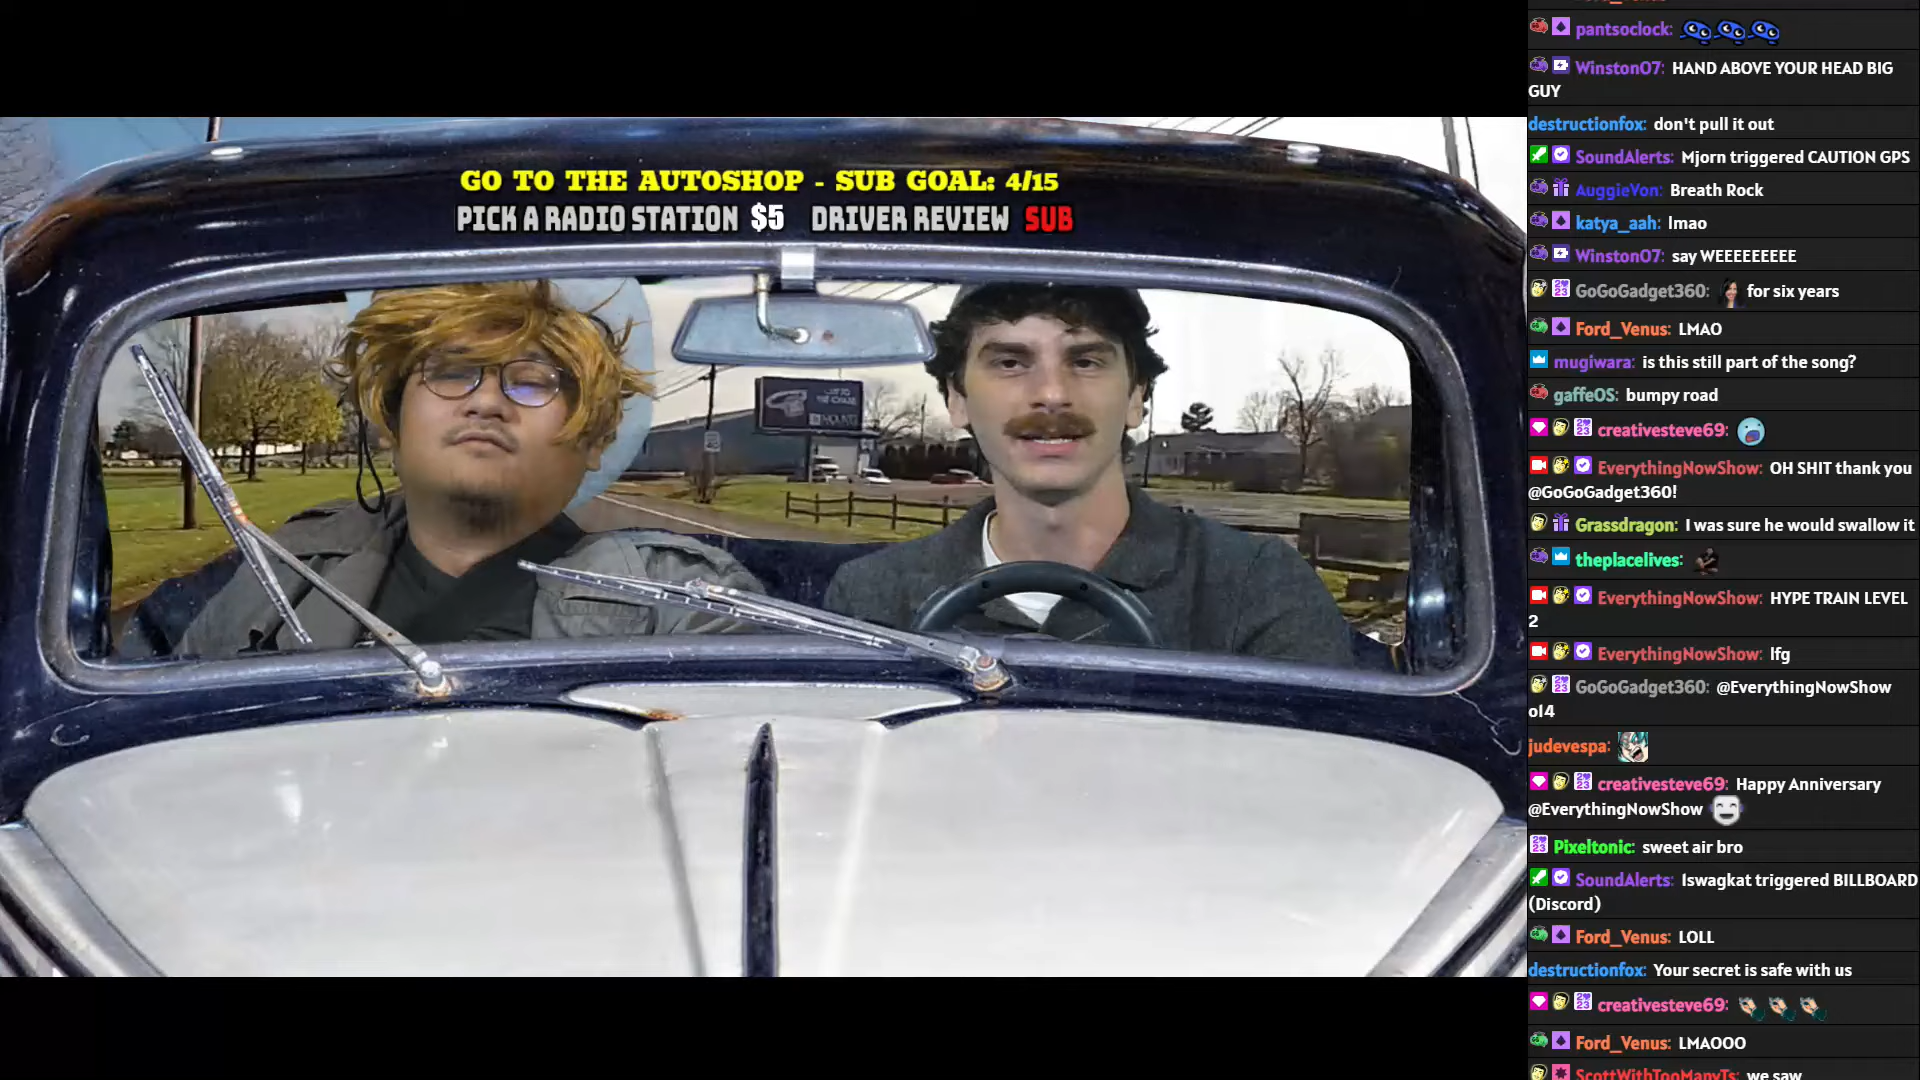 GO TO THE AUTOSHOP - SUB GOAL: 4/15
PICK A RADIO STATION $5 DRIVER REVIEW SUB
pantsoclock:
Winston07: HAND ABOVE YOUR HEAD BIG
GUY
destructionfox: don't pull it out
SoundAlerts: Mjorn triggered CAUTION GPS
AuggieVon: Breath Rock
katya_aah: lmao
Winston07: say WEEEEEEEEE
GoGoGadget360: for six years
Ford_Venus: LMAO
mugiwara: is this still part of the song?
gaffeOS: bumpy road
creativesteve69:
EverythingNowShow: OH SHIT thank you
@GoGoGadget360!
Grassdragon: I was sure he would swallow it
theplacelives:
EverythingNowShow: HYPE TRAIN LEVEL
2
EverythingNowShow: lfg
GoGoGadget360: @EverythingNowShow
o14
judevespa:
creativesteve69: Happy Anniversary
@EverythingNowShow
Pixeltonic: sweet air bro
SoundAlerts: 1swagkat triggered BILLBOARD
(Discord)
Ford_Venus: LOLL
destructionfox: Your secret is safe with us
creativesteve69:
Ford_Venus: LMAOOO
ScottWithTooManyTs: we saw